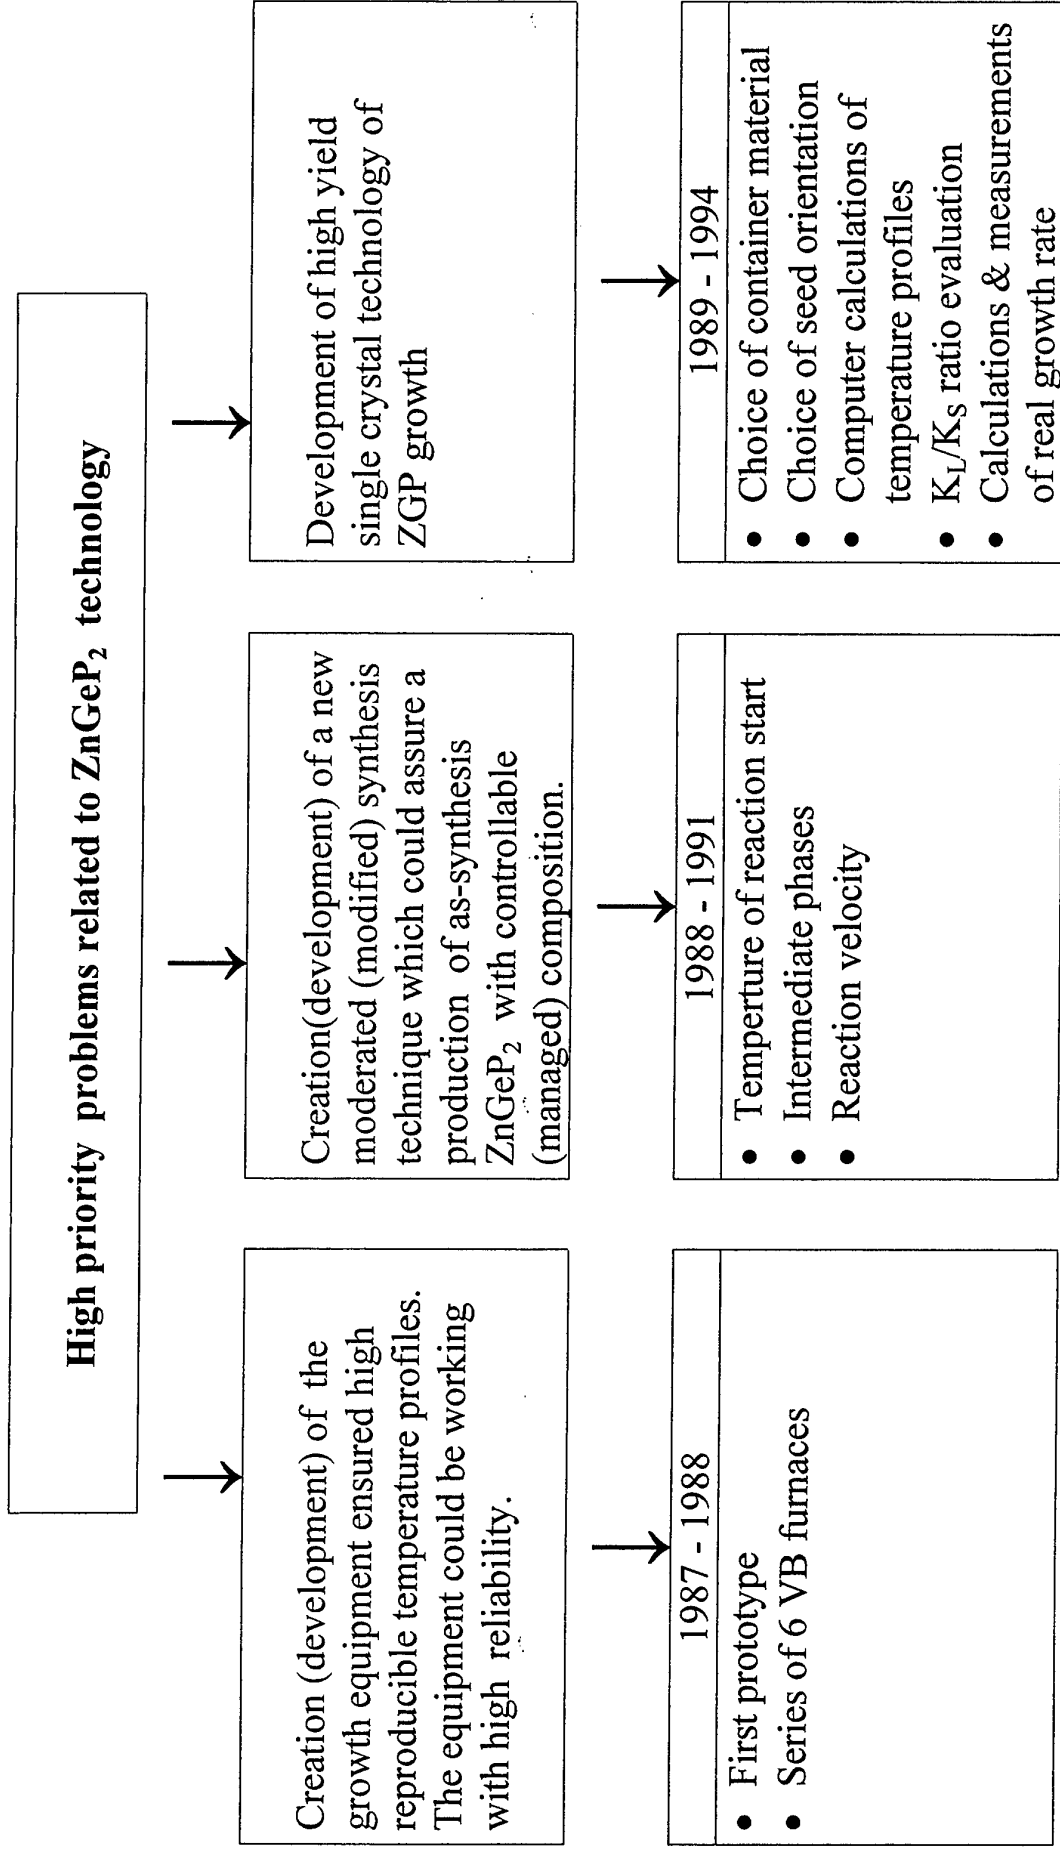 High priority problems related to ZnGeP₂ technology
Creation (development) of the
growth equipment ensured high
reproducible temperature profiles.
The equipment could be working
with high reliability.
Creation(development) of a new
moderated (modified) synthesis
technique which could assure a
production of as-synthesis
ZnGeP₂ with controllable
(managed) composition.
Development of high yield
single crystal technology of
ZGP growth
1987 - 1988
● First prototype
● Series of 6 VB furnaces
1988 - 1991
● Temperture of reaction start
● Intermediate phases
● Reaction velocity
1989 - 1994
● Choice of container material
● Choice of seed orientation
● Computer calculations of
temperature profiles
● K_L/K_S ratio evaluation
● Calculations & measurements
of real growth rate